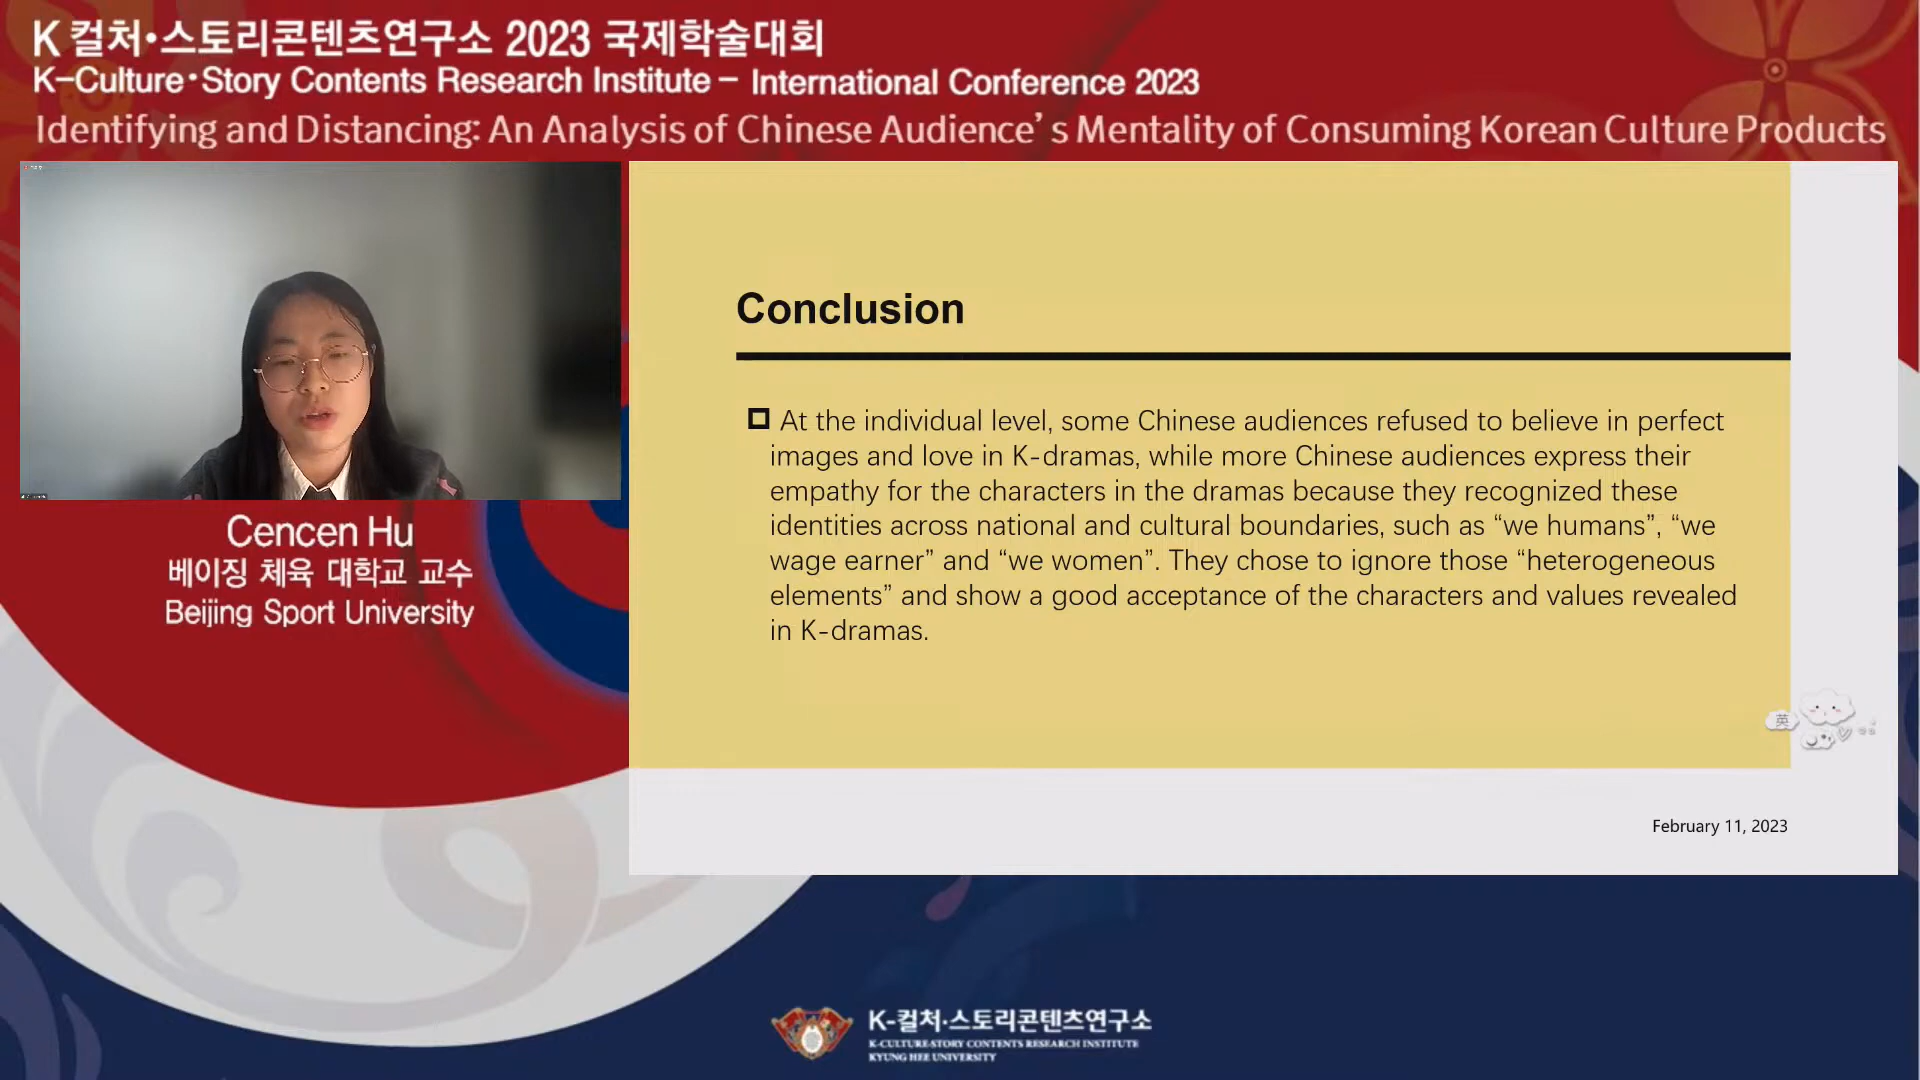 K 컬처·스토리콘텐츠연구소 2023 국제학술대회
K-Culture·Story Contents Research Institute - International Conference 2023
Identifying and Distancing: An Analysis of Chinese Audience's Mentality of Consuming Korean Culture Products
Cencen Hu
베이징 체육 대학교 교수
Beijing Sport University
Conclusion
At the individual level, some Chinese audiences refused to believe in perfect
images and love in K-dramas, while more Chinese audiences express their
empathy for the characters in the dramas because they recognized these
identities across national and cultural boundaries, such as “we humans”, “we
wage earner” and “we women”. They chose to ignore those “heterogeneous
elements” and show a good acceptance of the characters and values revealed
in K-dramas.
英
February 11, 2023
K-컬처·스토리콘텐츠연구소
K-CULTURE·STORY CONTENTS RESEARCH INSTITUTE
KYUNG HEE UNIVERSITY